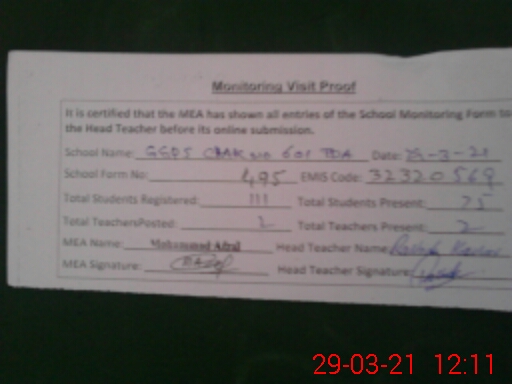 Monitoring Visit Proof
It is certified that the MEA has shown all entries of the School Monitoring Form to
the Head Teacher before its online submission.
School Name: GGPS CHAK NO 601 TDA Date: 29-3-21
School Form No: 495 EMIS Code: 32320569
Total Students Registered: 111 Total Students Present: 75
Total TeachersPosted: 2 Total Teachers Present: 2
MEA Name: Muhammad Afzal Head Teacher Name:
MEA Signature: Head Teacher Signature:
29-03-21 12:11